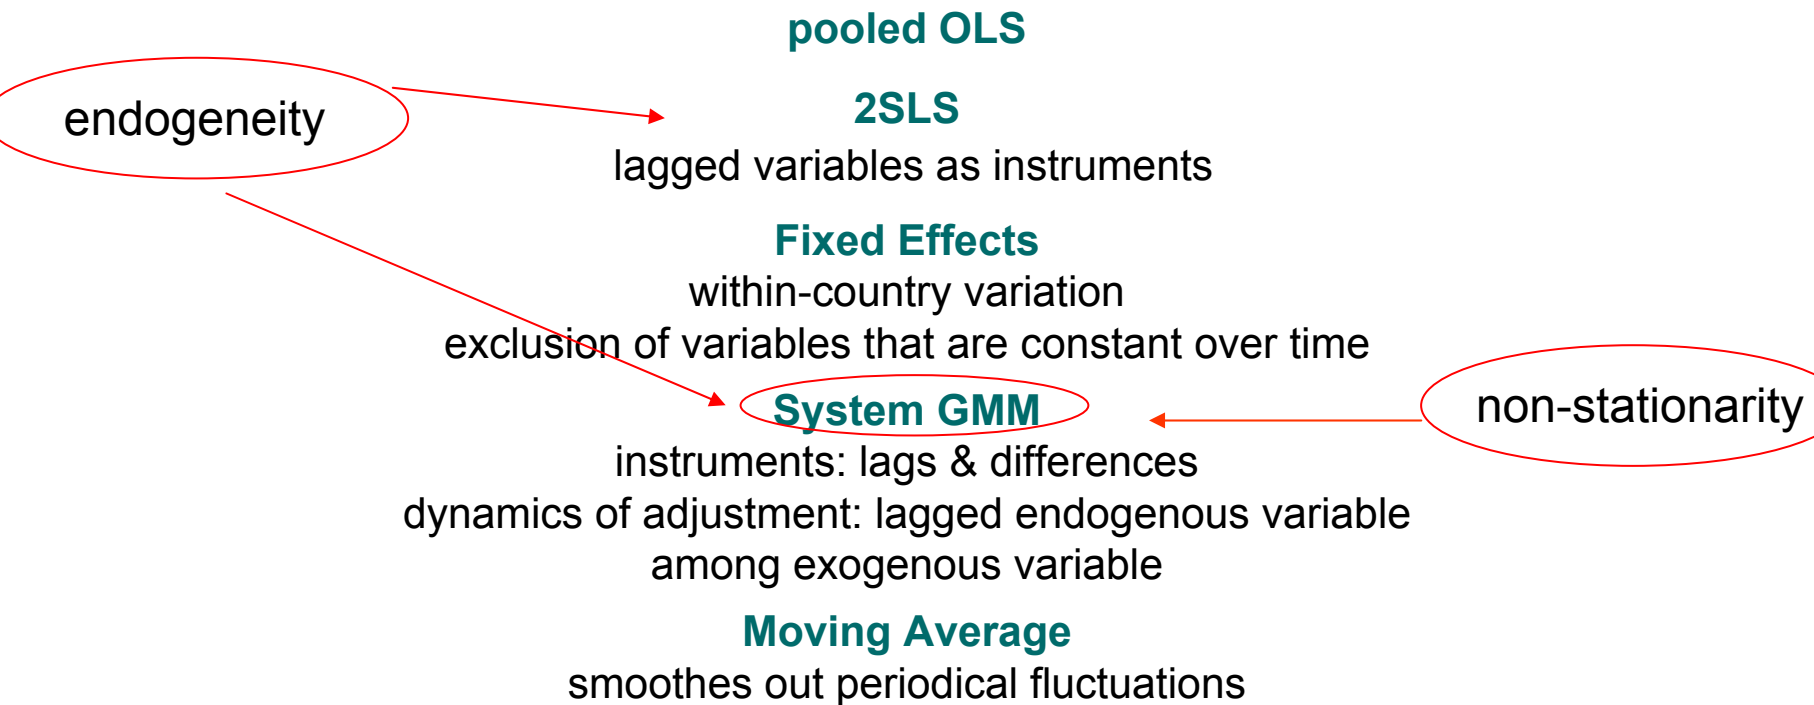 pooled OLS
endogeneity
2SLS
lagged variables as instruments
Fixed Effects
within-country variation
exclusion of variables that are constant over time
System GMM
non-stationarity
instruments: lags & differences
dynamics of adjustment: lagged endogenous variable
among exogenous variable
Moving Average
smoothes out periodical fluctuations